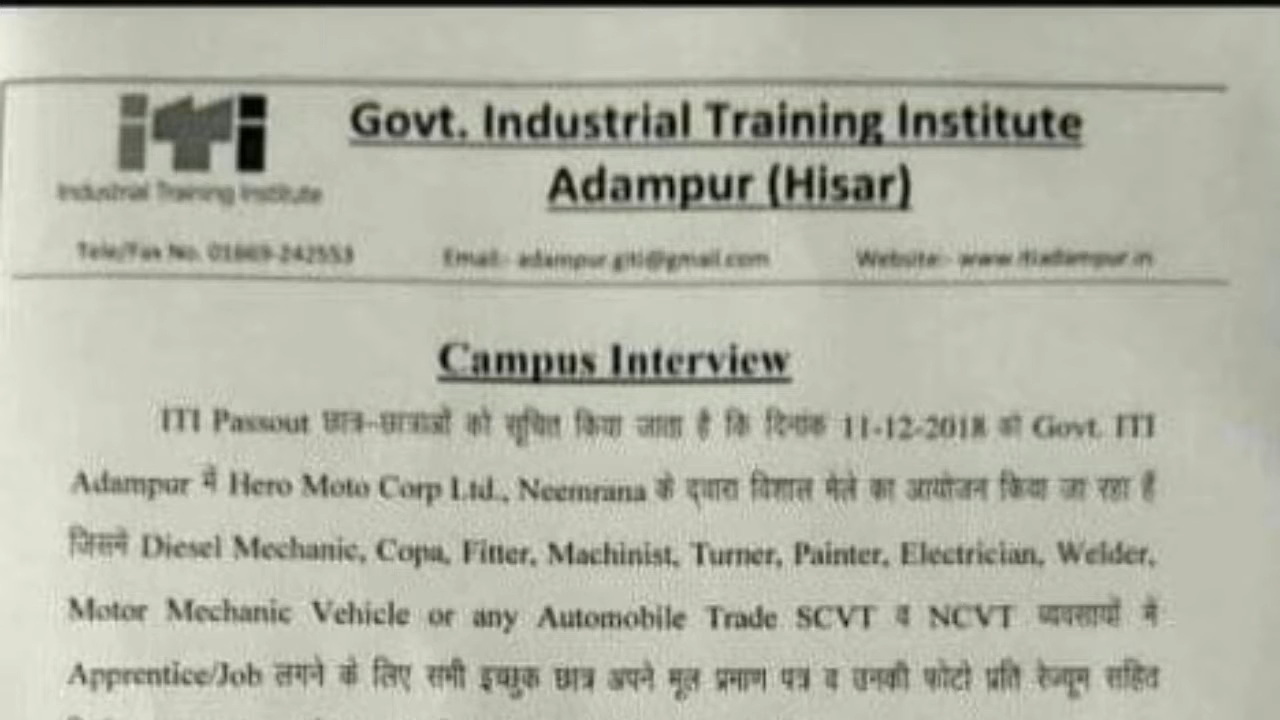 iti
Govt. Industrial Training Institute
Adampur (Hisar)
Industrial Training Institute
Tele/Fax No. 01669-242553 Email:- adampur.giti@gmail.com Website:- www.itiadampur.in
Campus Interview
ITI Passout छात्र-छात्राओं को सूचित किया जाता है कि दिनांक 11-12-2018 को Govt. ITI
Adampur में Hero Moto Corp Ltd., Neemrana के द्वारा विशाल मेले का आयोजन किया जा रहा है
जिसमें Diesel Mechanic, Copa, Fitter, Machinist, Turner, Painter, Electrician, Welder,
Motor Mechanic Vehicle or any Automobile Trade SCVT व NCVT व्यवसायों में
Apprentice/Job लगने के लिए सभी इच्छुक छात्र अपने मूल प्रमाण पत्र व उनकी फोटो प्रति रेज्यूम सहित